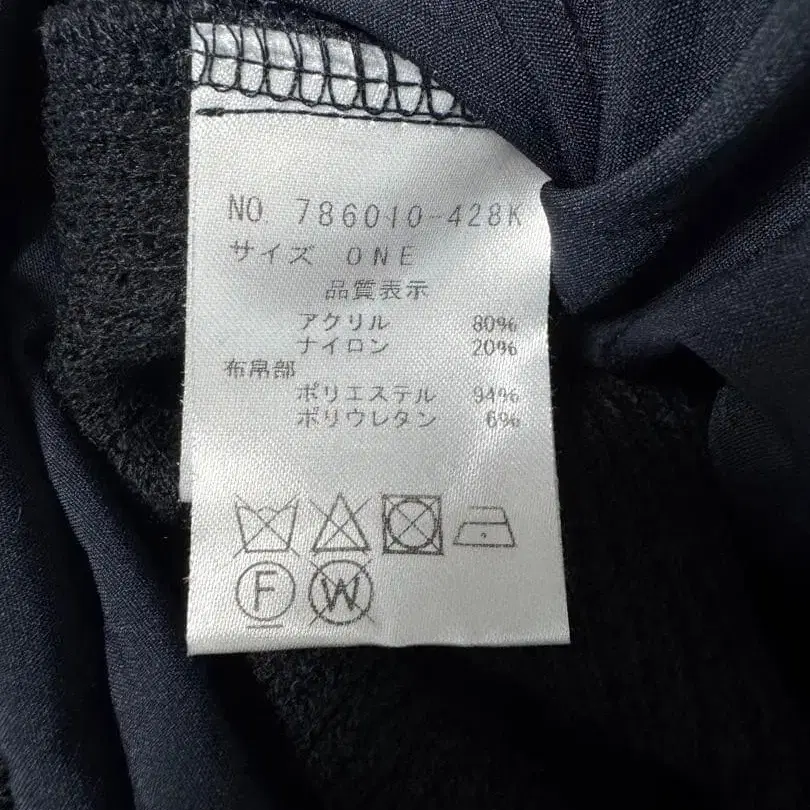 NO. 786010-428K
サイズ ONE
品質表示
アクリル 80%
ナイロン 20%
布帛部
ポリエステル 94%
ポリウレタン 6%
F W